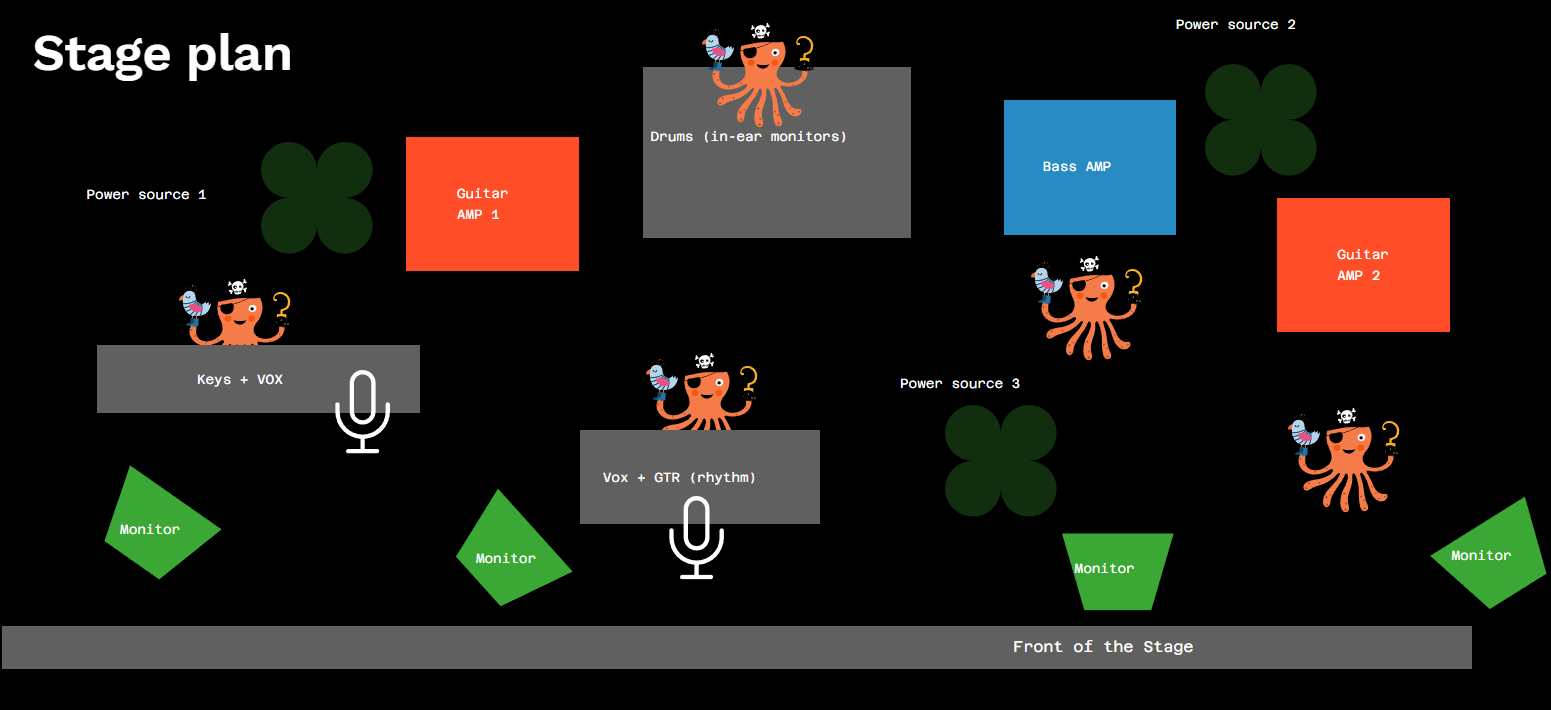 Stage plan
Power source 2
Drums (in-ear monitors)
Bass AMP
Power source 1
Guitar
AMP 1
Guitar
AMP 2
Keys + VOX
Power source 3
Vox + GTR (rhythm)
Monitor
Monitor
Monitor
Monitor
Front of the Stage